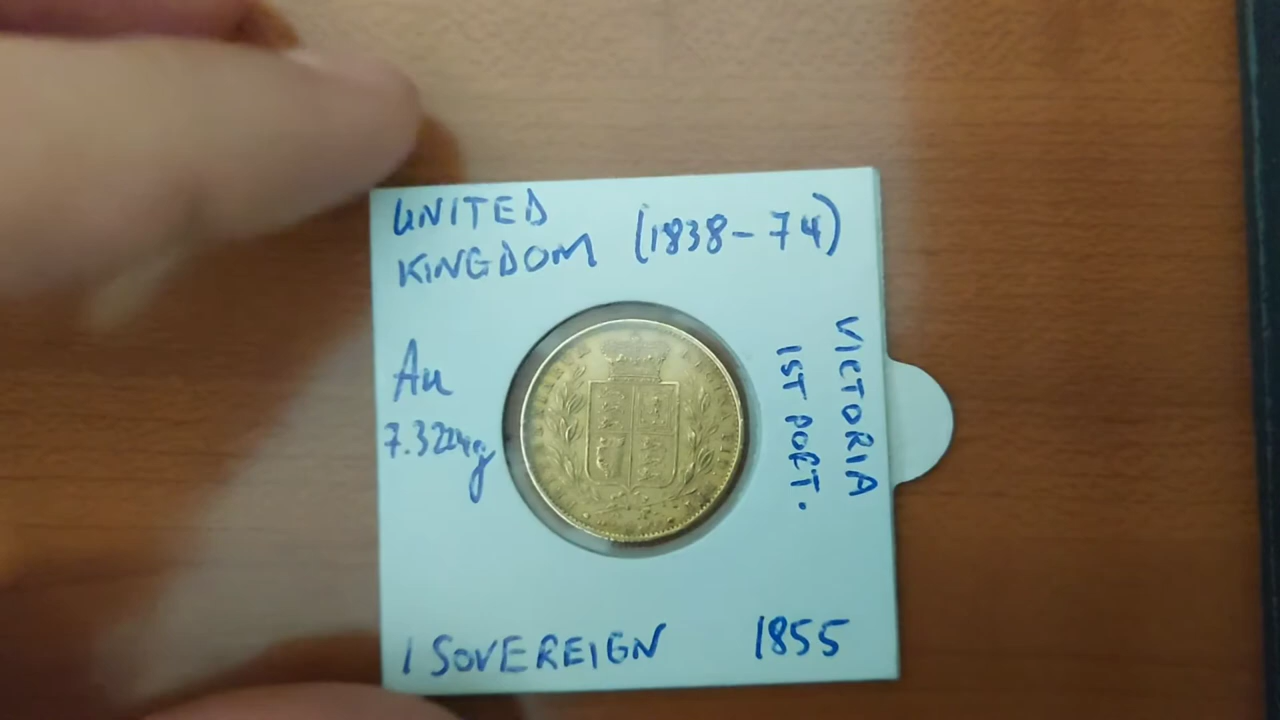 UNITED
KINGDOM
(1838-74)
Au
7.3224g
VICTORIA
1ST PORT.
1 SOVEREIGN
1855